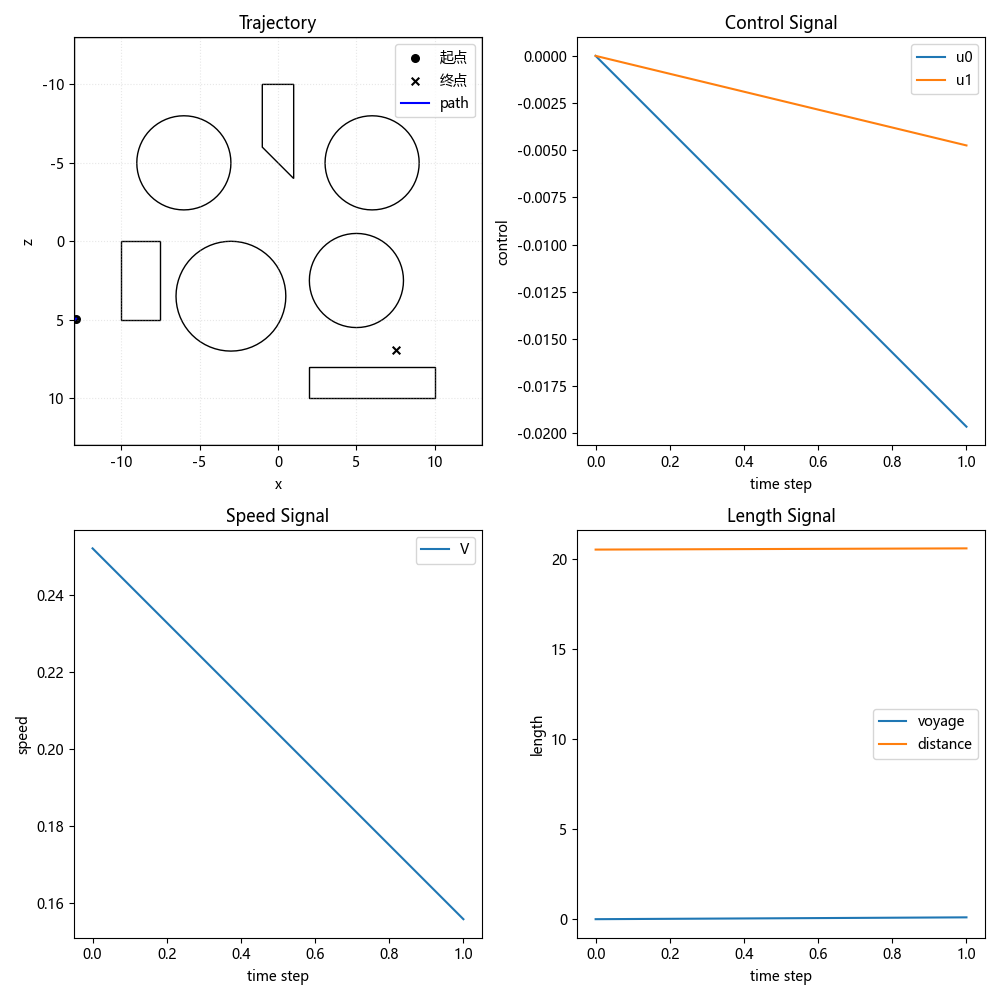 Trajectory
起点
终点
path
-10
-5
0
5
10
z
-10
-5
0
5
10
x
Control Signal
u0
u1
0.0000
-0.0025
-0.0050
-0.0075
-0.0100
-0.0125
-0.0150
-0.0175
-0.0200
control
0.0
0.2
0.4
0.6
0.8
1.0
time step
Speed Signal
V
0.24
0.22
0.20
0.18
0.16
speed
0.0
0.2
0.4
0.6
0.8
1.0
time step
Length Signal
20
15
10
5
0
length
voyage
distance
0.0
0.2
0.4
0.6
0.8
1.0
time step